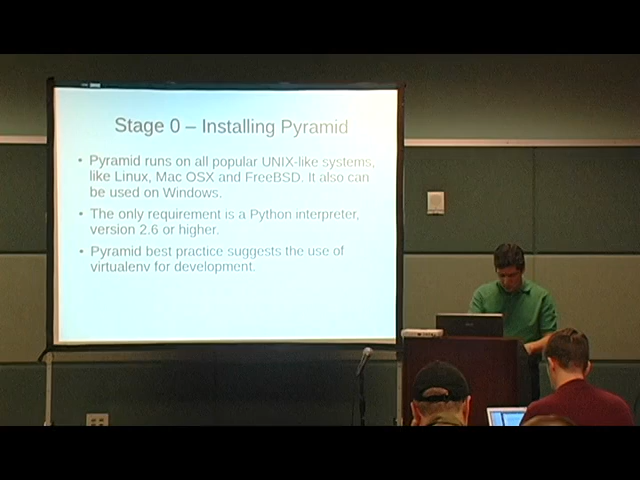 Stage 0 – Installing Pyramid
• Pyramid runs on all popular UNIX-like systems,
like Linux, Mac OSX and FreeBSD. It also can
be used on Windows.
• The only requirement is a Python interpreter,
version 2.6 or higher.
• Pyramid best practice suggests the use of
virtualenv for development.